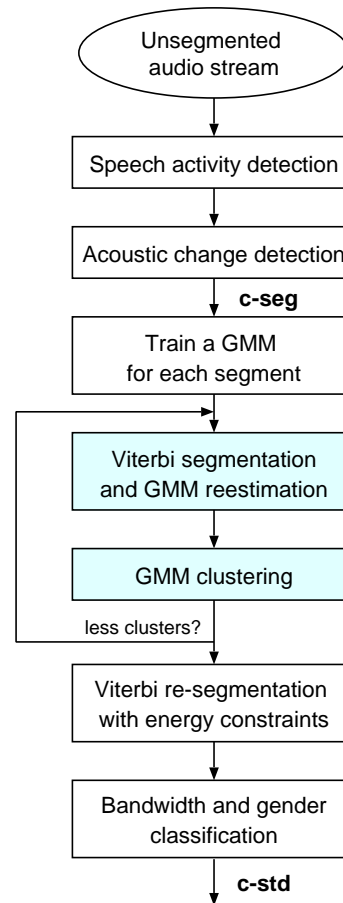 Unsegmented
audio stream
Speech activity detection
Acoustic change detection
c-seg
Train a GMM
for each segment
Viterbi segmentation
and GMM reestimation
GMM clustering
less clusters?
Viterbi re-segmentation
with energy constraints
Bandwidth and gender
classification
c-std